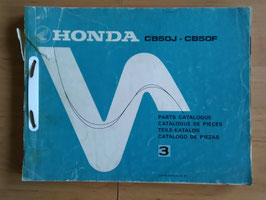 HONDA CB50J - CB50F
PARTS CATALOGUE
CATALOGUE DE PIECES
TEILE-KATALOG
CATALOGO DE PIEZAS
3